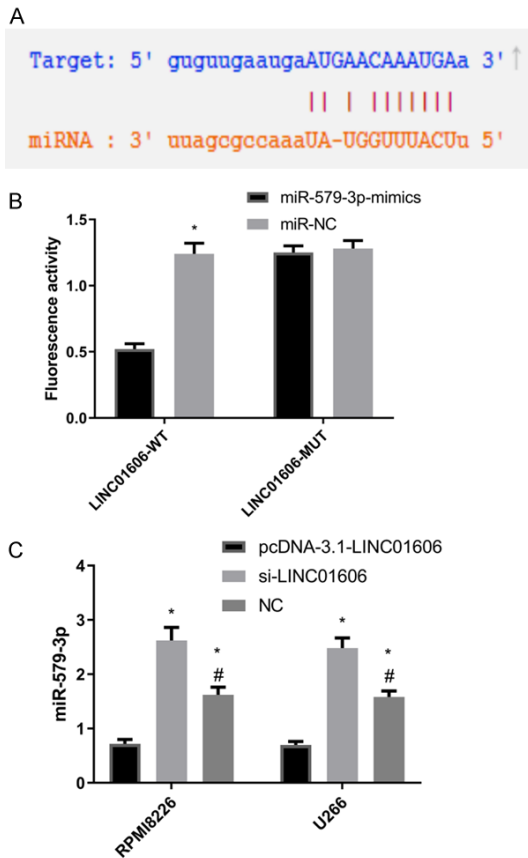 A
Target: 5' guguugaaugaAUGAACAAAUGAa 3'
|| | |||||||
miRNA : 3' uuagcgccaaaUA-UGGUUUACUu 5'
B
miR-579-3p-mimics
miR-NC
Fluorescence activity
1.5
1.0
0.5
0.0
*
LINC01606-WT
LINC01606-MUT
C
pcDNA-3.1-LINC01606
si-LINC01606
NC
miR-579-3p
4
3
2
1
0
*
*
#
*
*
#
RPMI8226
U266